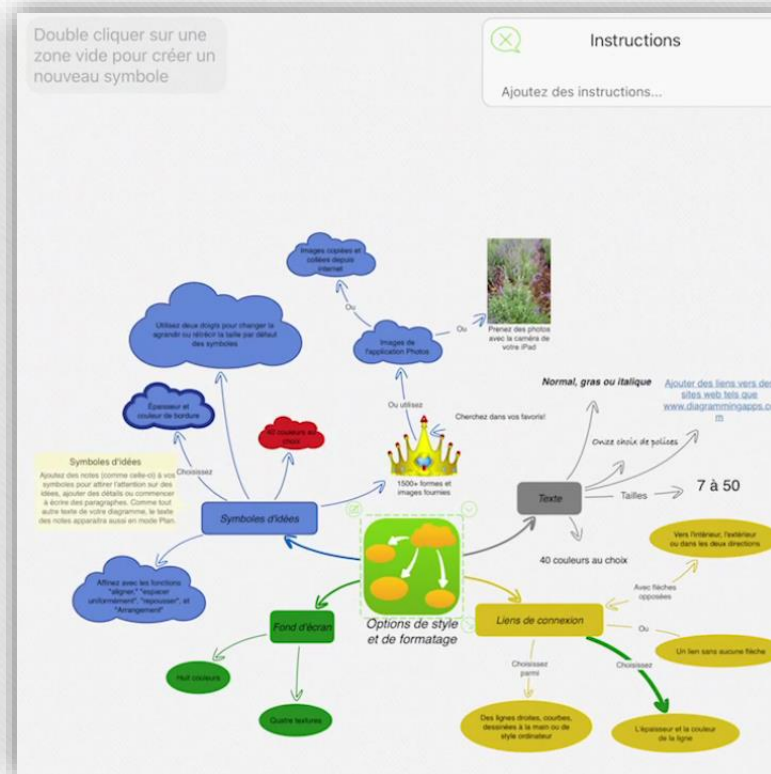 Double cliquer sur une
zone vide pour créer un
nouveau symbole
Instructions
Ajoutez des instructions...
Images copiées et
collées depuis
internet
Ou
Utilisez deux doigts pour changer la
agrandir ou rétrécir la taille par défaut
des symboles
Images de
l'application Photos
Ou
Prenez des photos
avec la caméra de
votre iPad
Ou utilisez
Épaisseur et
couleur de bordure
40 couleurs au
choix
Cherchez dans vos favoris!
1500+ formes et
images fournies
Choisissez
Symboles d'idées
Ajoutez des notes (comme celle-ci) à vos
symboles pour attirer l'attention sur des
idées, ajouter des détails ou commencer
à écrire des paragraphes. Comme tout
autre texte de votre diagramme, le texte
des notes apparaîtra aussi en mode Plan.
Symboles d'idées
Affinez avec les fonctions
"aligner," "espacer
uniformément", "repousser", et
"Arrangement"
Normal, gras ou italique
Ajouter des liens vers des
sites web tels que
www.diagrammingapps.co
m
Onze choix de polices
Texte
Tailles
7 à 50
40 couleurs au choix
Options de style
et de formatage
Fond d'écran
Huit couleurs
Quatre textures
Liens de connexion
Vers l'intérieur, l'extérieur
ou dans les deux directions
Avec flèches
opposées
Ou
Un lien sans aucune flèche
Choisissez
parmi
Des lignes droites, courbes,
dessinées à la main ou de
style ordinateur
Choisissez
L'épaisseur et la couleur
de la ligne